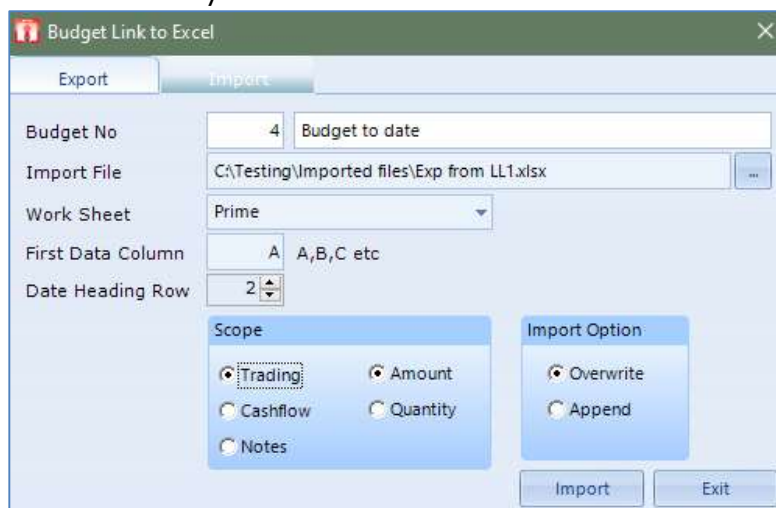 Budget Link to Excel
Export Import
Budget No 4 Budget to date
Import File C:\Testing\Imported files\Exp from LL1.xlsx ...
Work Sheet Prime
First Data Column A A,B,C etc
Date Heading Row 2
Scope Import Option
Trading Amount Overwrite
Cashflow Quantity Append
Notes
Import Exit